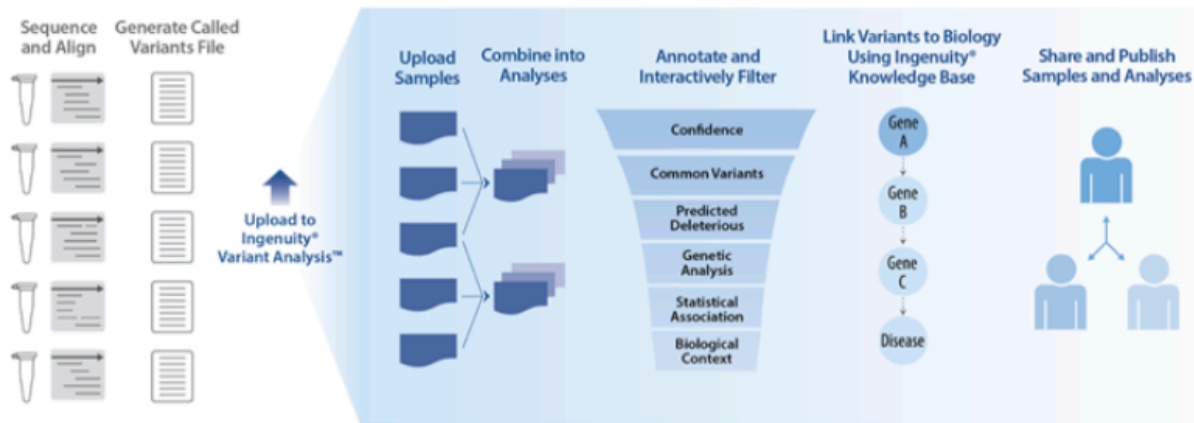 Sequence
and Align
Generate Called
Variants File
Upload to
Ingenuity®
Variant Analysis™
Upload
Samples
Combine into
Analyses
Annotate and
Interactively Filter
Confidence
Common Variants
Predicted
Deleterious
Genetic
Analysis
Statistical
Association
Biological
Context
Link Variants to Biology
Using Ingenuity®
Knowledge Base
Gene
A
Gene
B
Gene
C
Disease
Share and Publish
Samples and Analyses